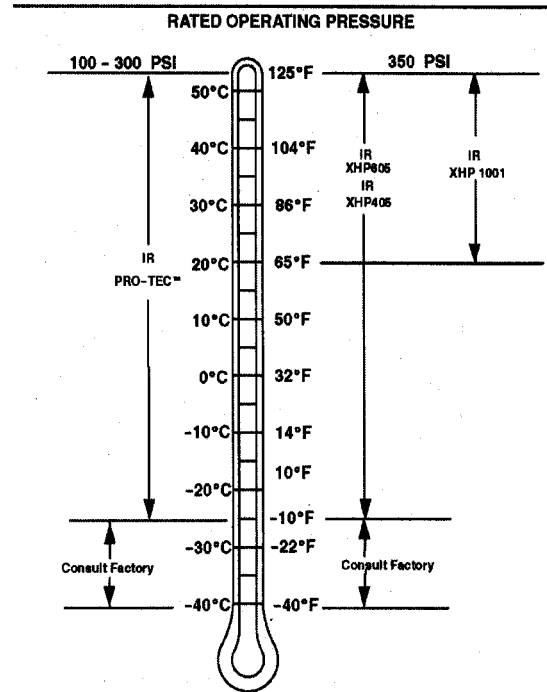 RATED OPERATING PRESSURE
100 - 300 PSI
350 PSI
125°F
50°C
40°C
104°F
IR
XHP605
IR
XHP405
IR
XHP 1001
30°C
86°F
IR
PRO-TEC™
20°C
65°F
10°C
50°F
0°C
32°F
-10°C
14°F
10°F
-20°C
-10°F
-30°C
-22°F
Consult Factory
Consult Factory
-40°C
-40°F